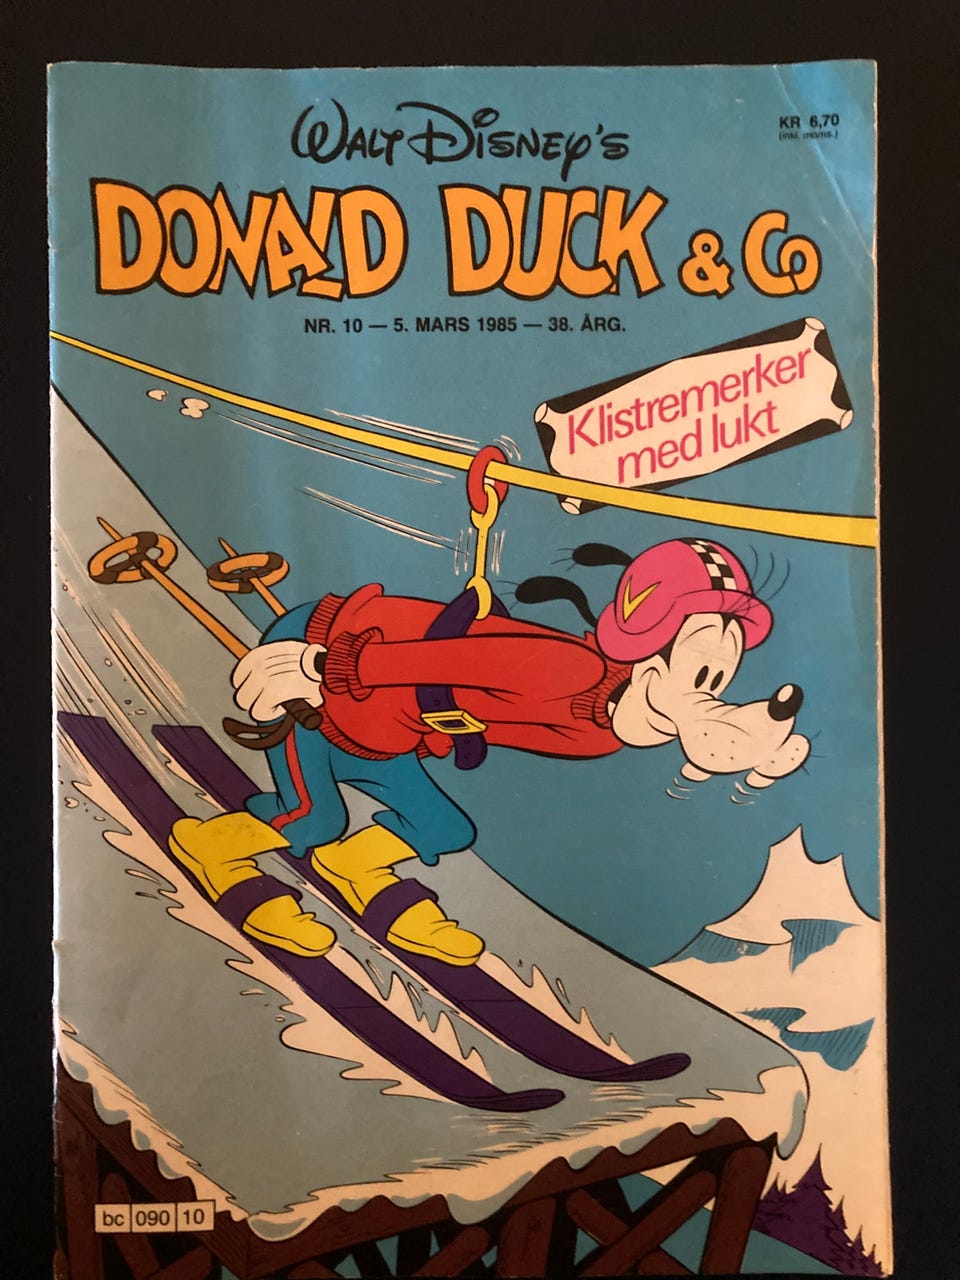 WALT DISNEY'S
KR 6,70
(inkl. moms.)
DONALD DUCK & Co
NR. 10 — 5. MARS 1985 — 38. ÅRG.
Klistremerker
med lukt
bc 090 10